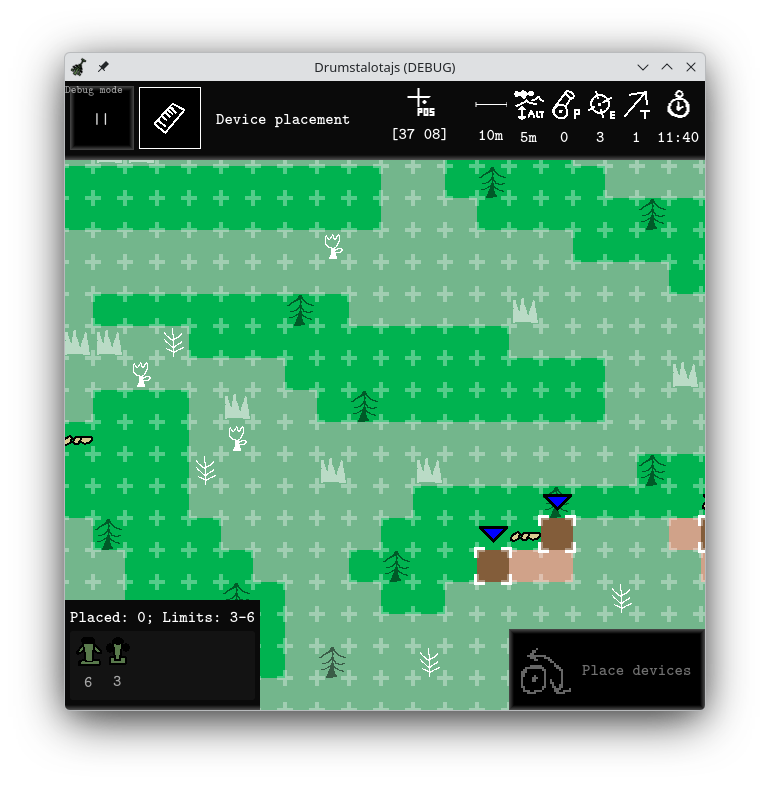 Drumstalotajs (DEBUG)
Debug mode
Device placement
POS
ALT
P
E
T
[37 08]
10m
5m
0
3
1
11:40
Placed: 0; Limits: 3-6
6
3
Place devices